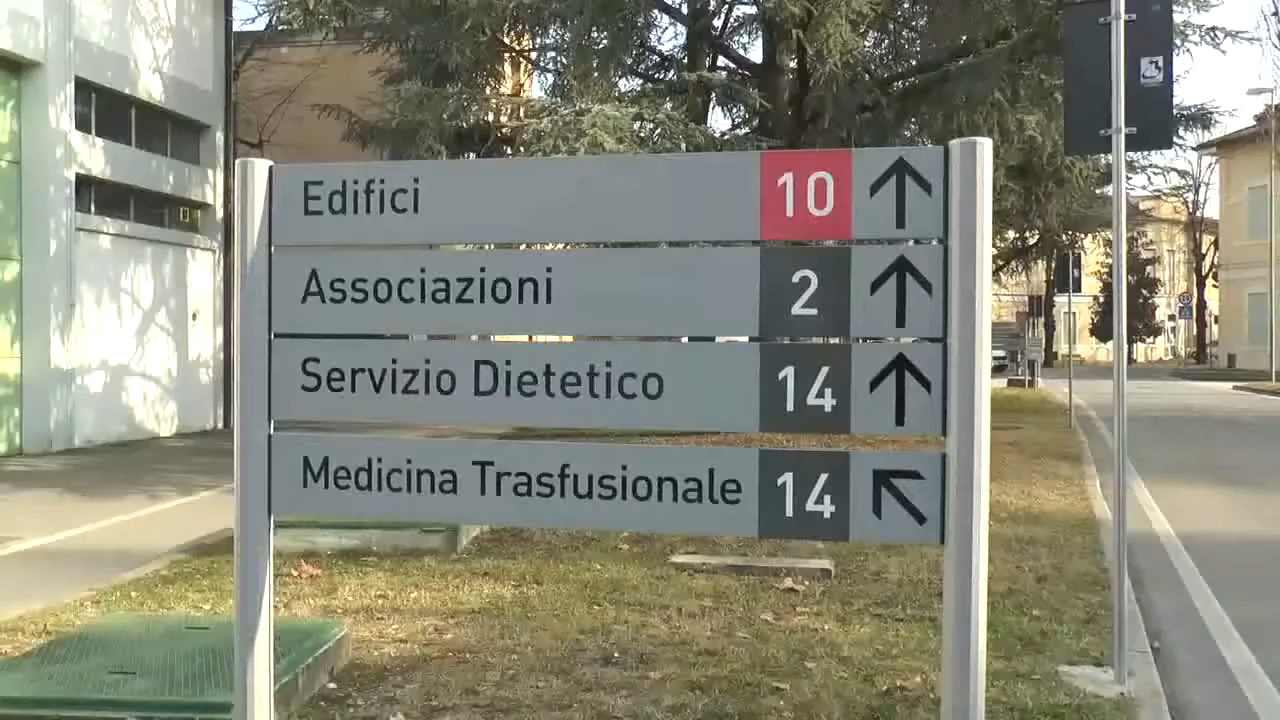 Edifici 10
Associazioni 2
Servizio Dietetico 14
Medicina Trasfusionale 14